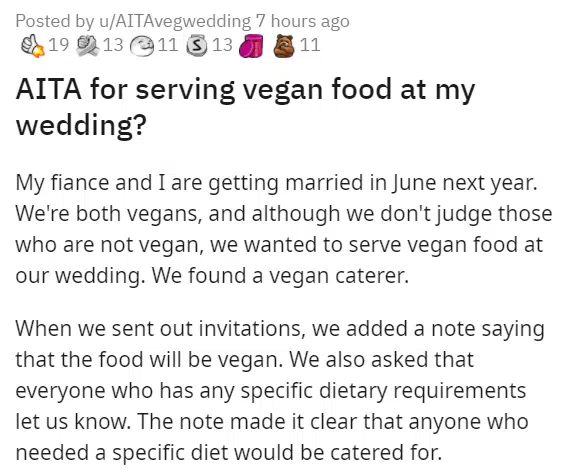 Posted by u/AITAvegwedding 7 hours ago
19 13 11 S 13 11
AITA for serving vegan food at my
wedding?
My fiance and I are getting married in June next year.
We're both vegans, and although we don't judge those
who are not vegan, we wanted to serve vegan food at
our wedding. We found a vegan caterer.
When we sent out invitations, we added a note saying
that the food will be vegan. We also asked that
everyone who has any specific dietary requirements
let us know. The note made it clear that anyone who
needed a specific diet would be catered for.